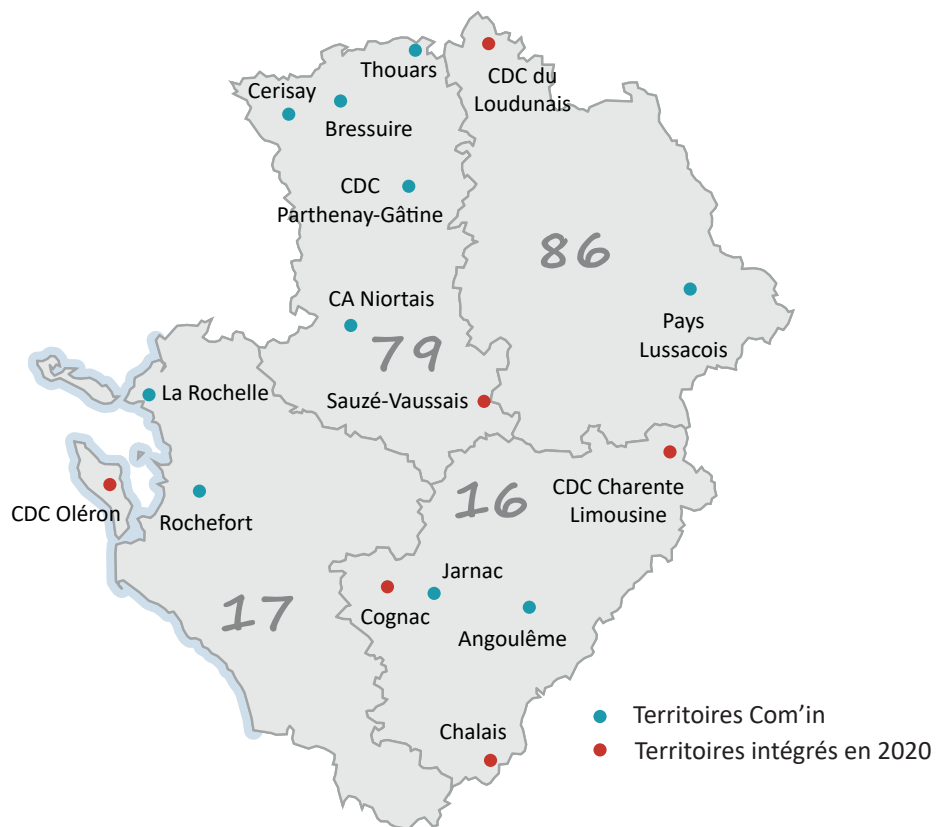 Thouars
CDC du
Loudunais
Cerisay
Bressuire
CDC
Parthenay-Gâtine
86
CA Niortais
Pays
Lussacois
79
La Rochelle
Sauzé-Vaussais
CDC Oléron
Rochefort
16
CDC Charente
Limousine
Jarnac
Cognac
17
Angoulême
Chalais
Territoires Com’in
Territoires intégrés en 2020